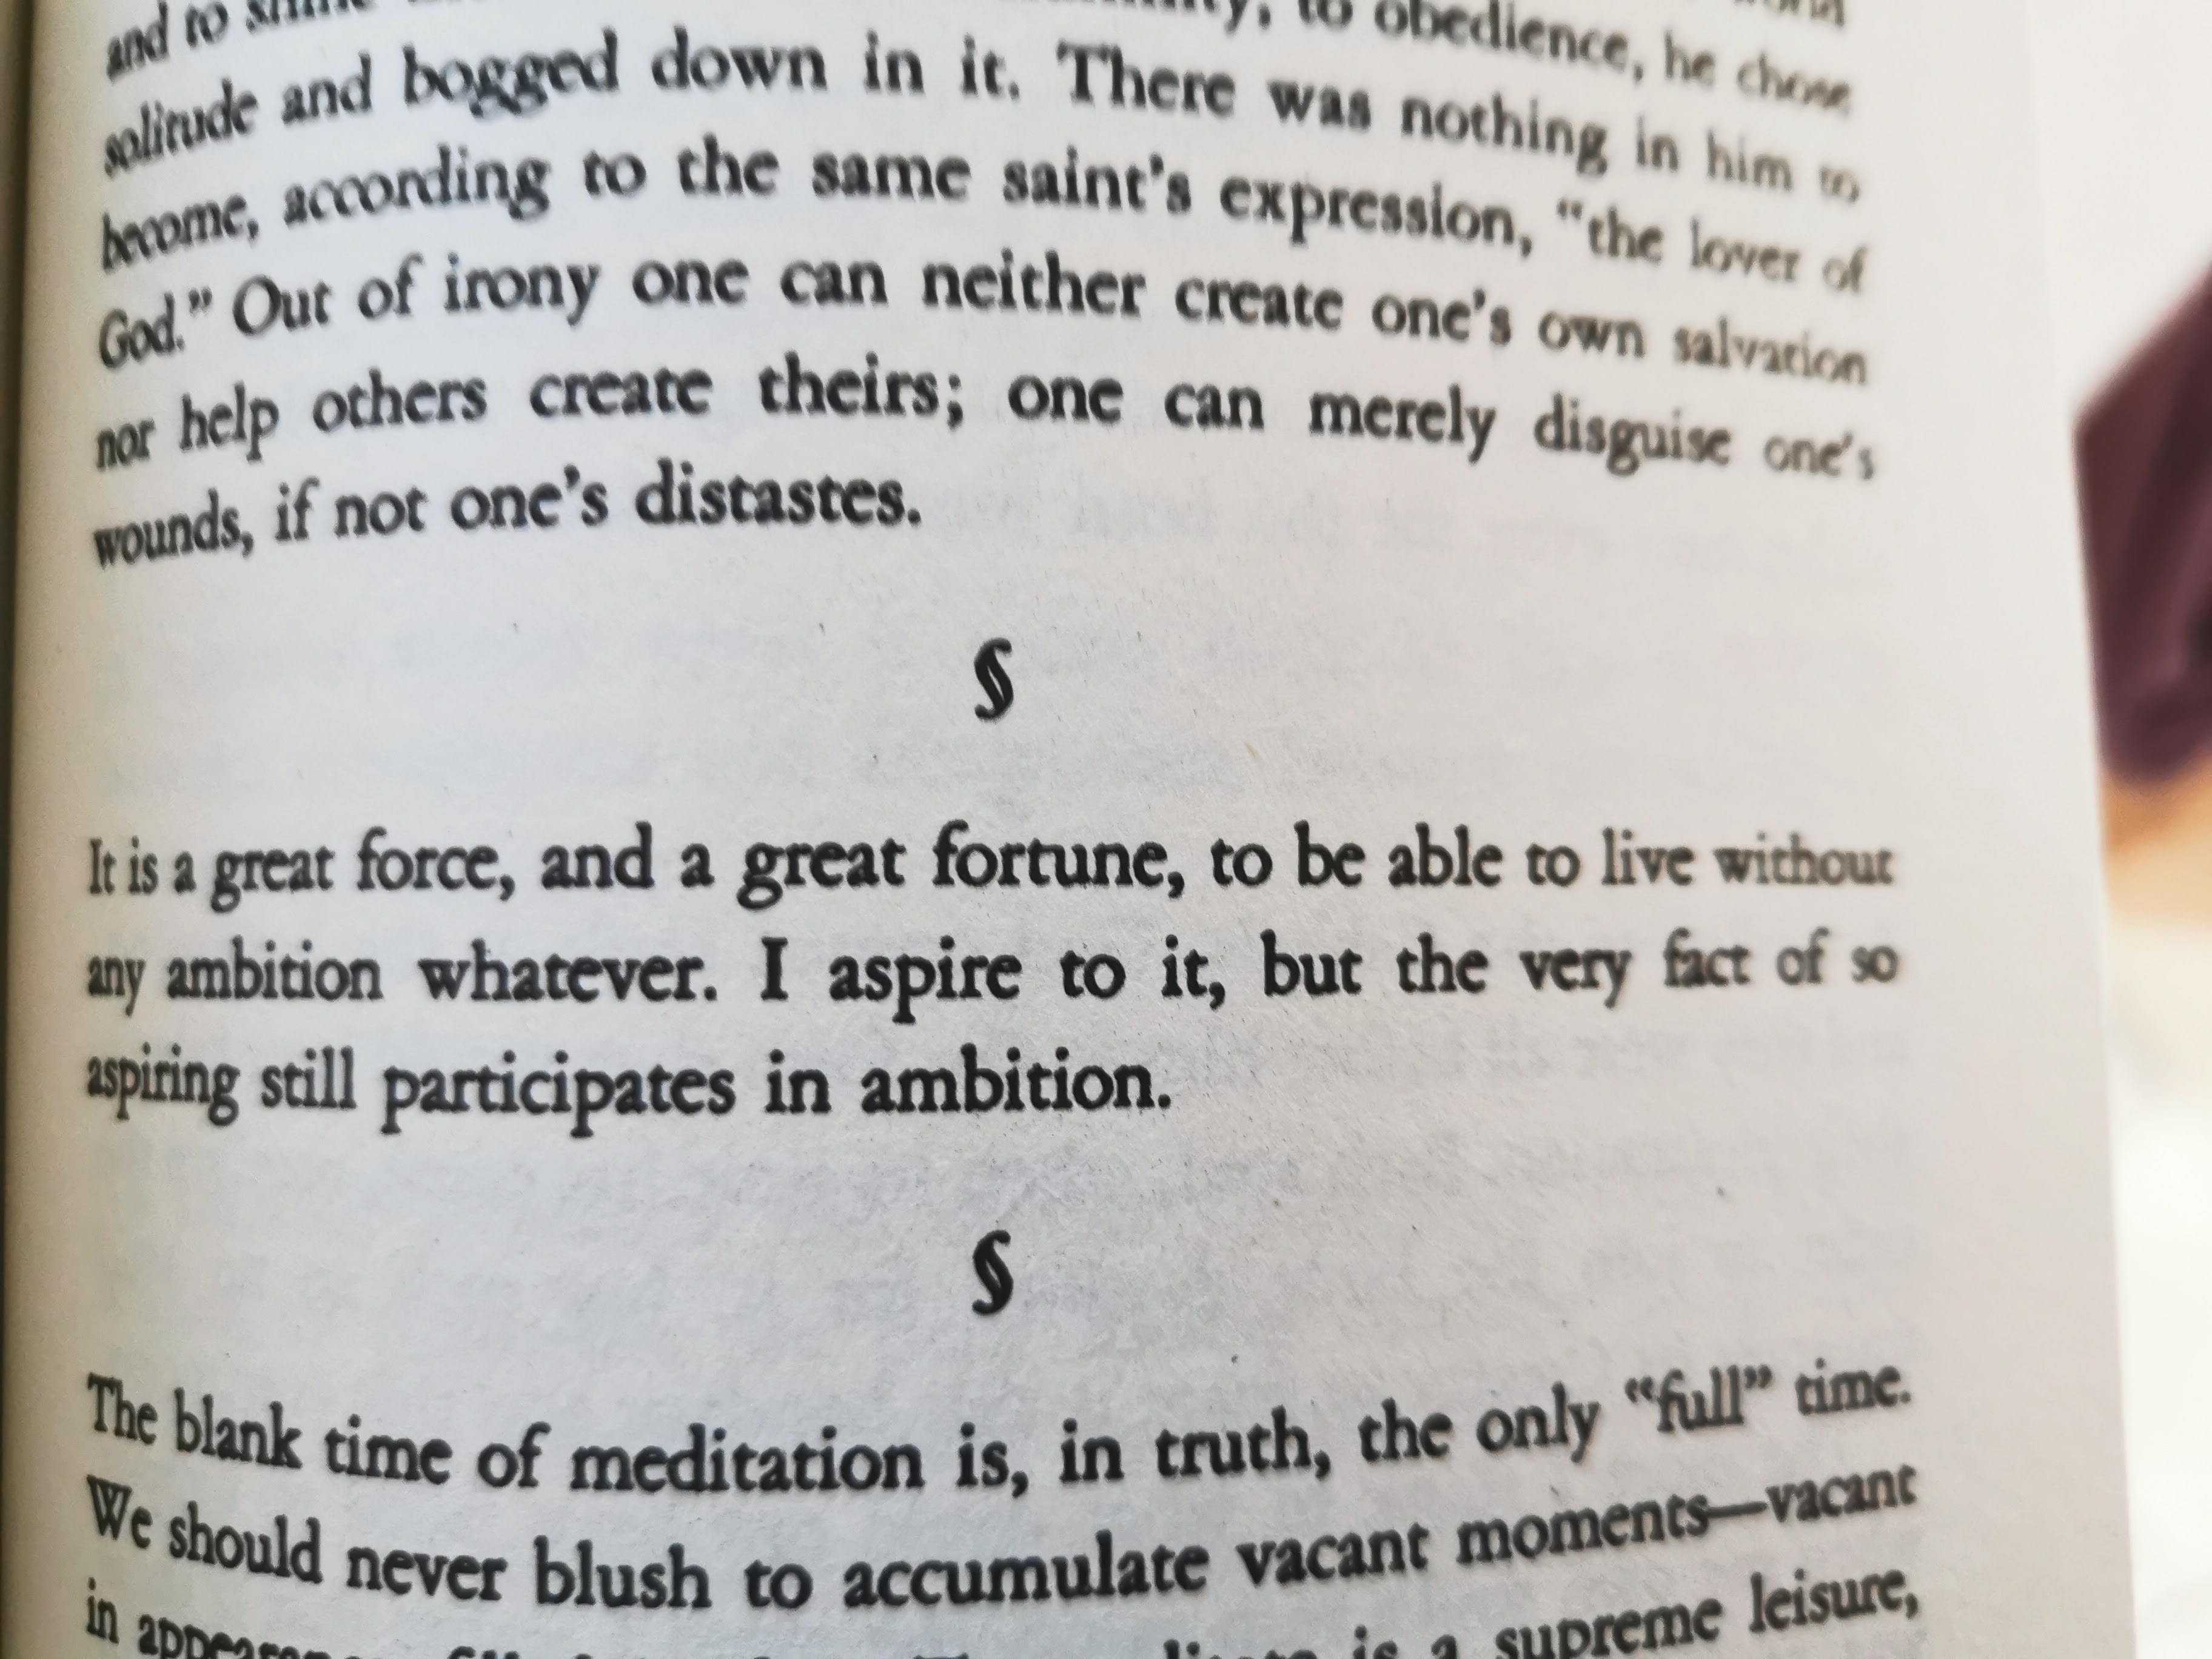 and to
to obedience, he chose
solitude and bogged down in it. There was nothing in him to
become, according to the same saint's expression, “the lover of
God.” Out of irony one can neither create one's own salvation
nor help others create theirs; one can merely disguise one's
wounds, if not one's distastes.
§
It is a great force, and a great fortune, to be able to live without
any ambition whatever. I aspire to it, but the very fact of so
aspiring still participates in ambition.
§
The blank time of meditation is, in truth, the only “full” time.
We should never blush to accumulate vacant moments—vacant
in
is a supreme leisure,